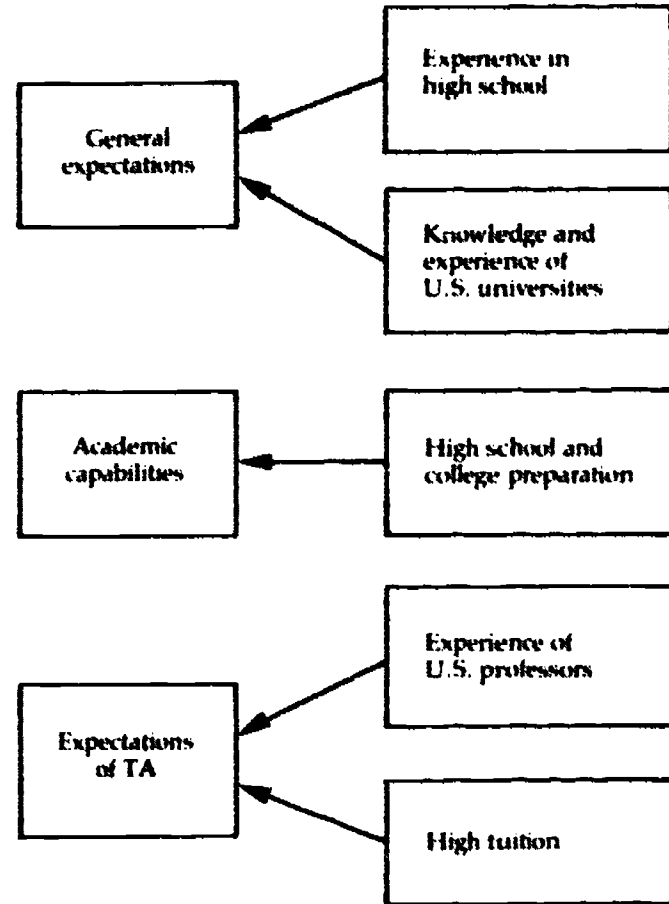 Experience in
high school
General
expectations
Knowledge and
experience of
U.S. universities
Academic
capabilities
High school and
college preparation
Experience of
U.S. professors
Expectations
of TA
High tuition